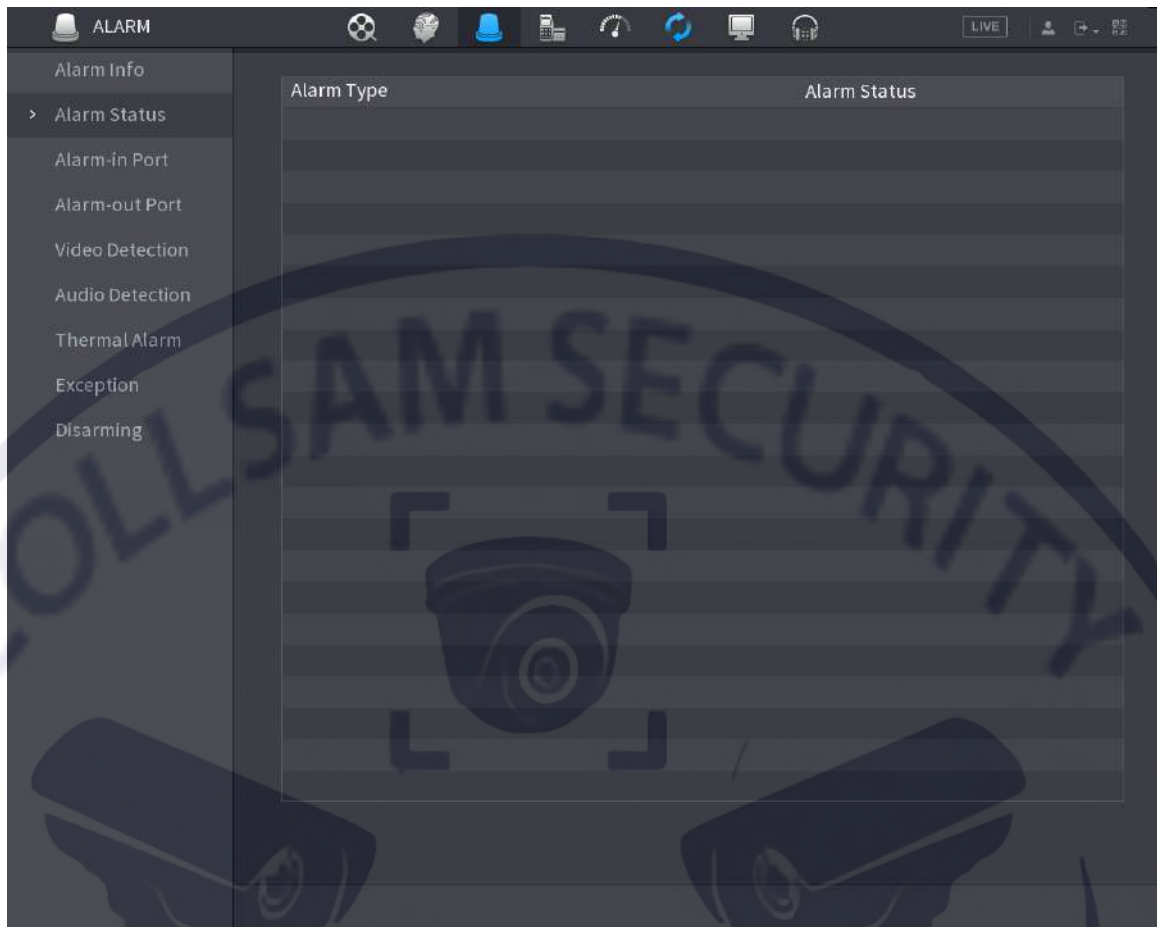 ALARM
LIVE
Alarm Info
> Alarm Status
Alarm-in Port
Alarm-out Port
Video Detection
Audio Detection
Thermal Alarm
Exception
Disarming
Alarm Type
Alarm Status
OLLSAM SECURITY